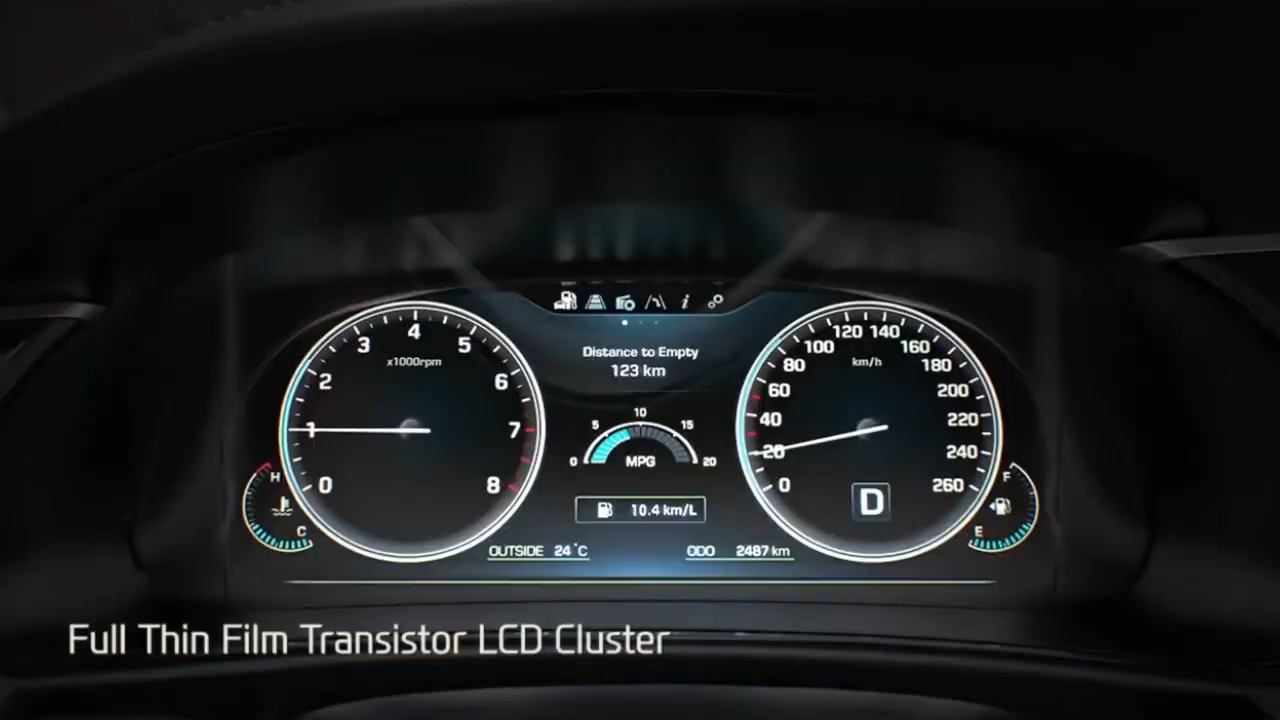 Distance to Empty
123 km
0
1
2
3
4
5
6
7
8
x1000rpm
0
5
10
15
20
MPG
10.4 km/L
0
20
40
60
80
100
120
140
160
180
200
220
240
260
km/h
D
H
C
F
E
OUTSIDE 24°C
ODO 2487 km
Full Thin Film Transistor LCD Cluster